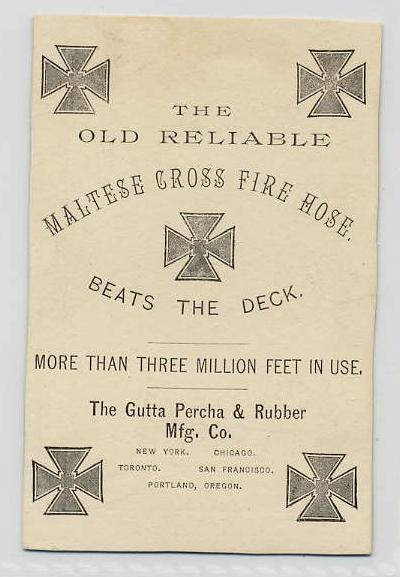 THE
OLD RELIABLE
MALTESE CROSS FIRE HOSE.
BEATS THE DECK.
MORE THAN THREE MILLION FEET IN USE.
The Gutta Percha & Rubber
Mfg. Co.
NEW YORK. CHICAGO.
TORONTO. SAN FRANCISCO.
PORTLAND, OREGON.